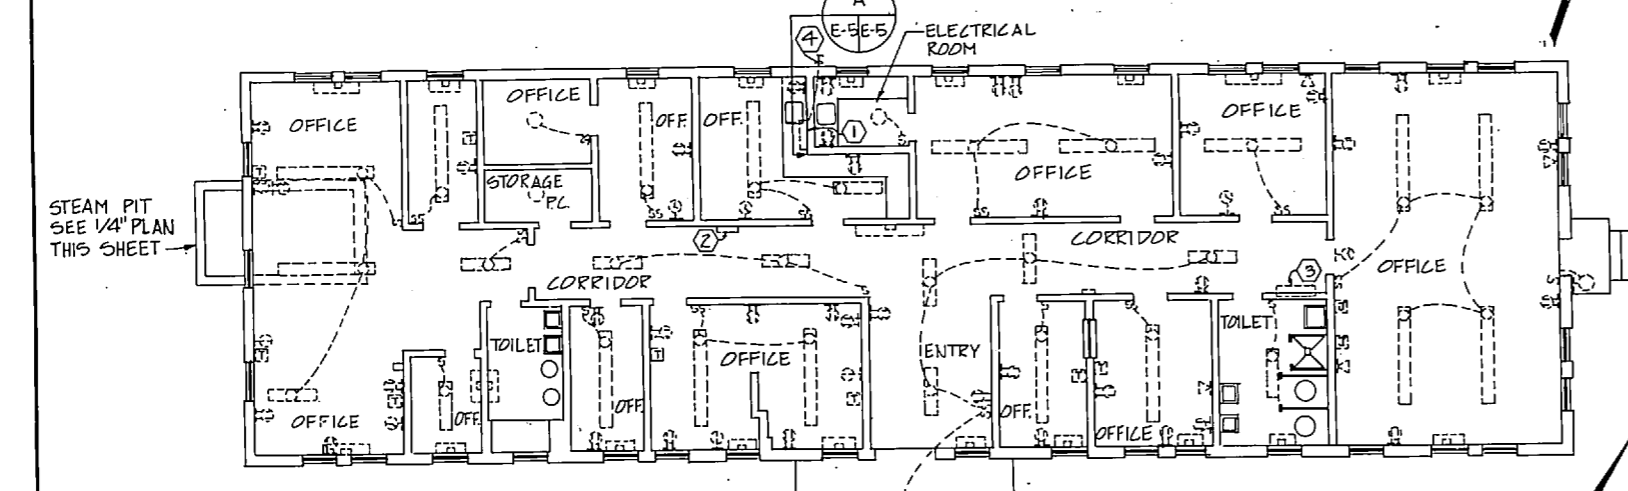 A
E-5 E-5
4
ELECTRICAL
ROOM
OFFICE
OFFICE
OFF.
OFF.
1
OFFICE
OFFICE
STORAGE
P.C.
STEAM PIT
SEE 1/4" PLAN
THIS SHEET
2
CORRIDOR
CORRIDOR
3
OFFICE
TOILET
OFFICE
ENTRY
TOILET
OFFICE
OFF.
OFF.
OFF.
OFFICE